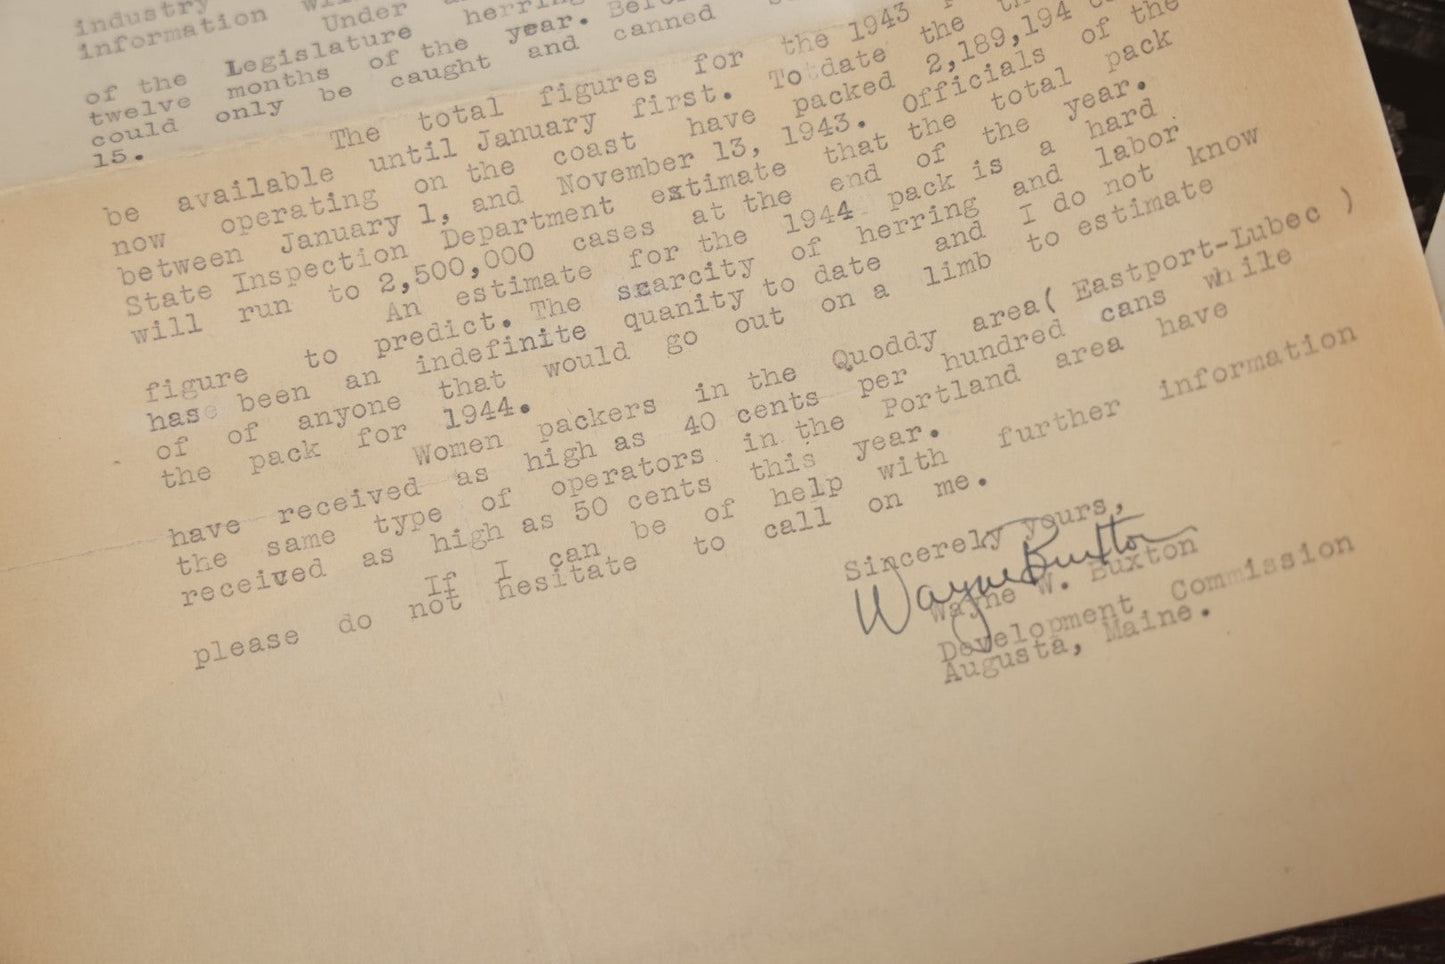 industry
information
Under
of the Legislature herring
twelve months of the year.
could only be caught and canned
15.
The total figures for the 1943
be available until January first. Todate the
now operating on the coast have packed 2,189,194
between January 1, and November 13, 1943. Officials of the
State Inspection Department estimate that the total pack
will run to 2,500,000 cases at the end of the year.
An estimate for the 1944 pack is a hard
figure to predict. The scarcity of herring and labor
has been an indefinite quanity to date and I do not know
of of anyone that would go out on a limb to estimate
the pack for 1944.
Women packers in the Quoddy area( Eastport-Lubec )
have received as high as 40 cents per hundred cans while
the same type of operators in the Portland area have
received as high as 50 cents this year.
If I can be of help with further information
please do not hesitate to call on me.
Sincerely yours,
Wayne Buxton
Wayne W. Buxton
Development Commission
Augusta, Maine.